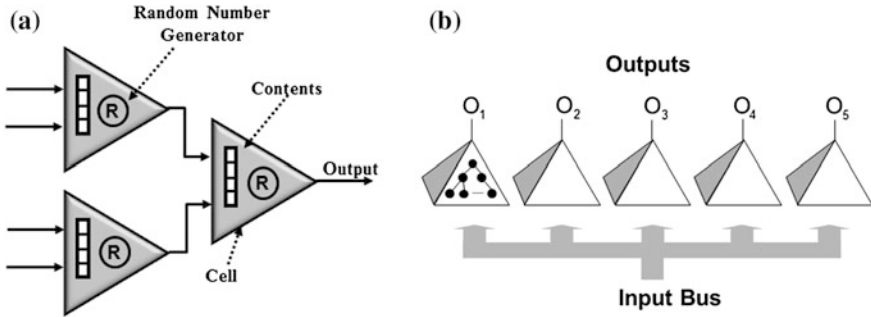 (a)
Random Number
Generator
R
Contents
R
Output
R
Cell
(b)
Outputs
O1 O2 O3 O4 O5
Input Bus